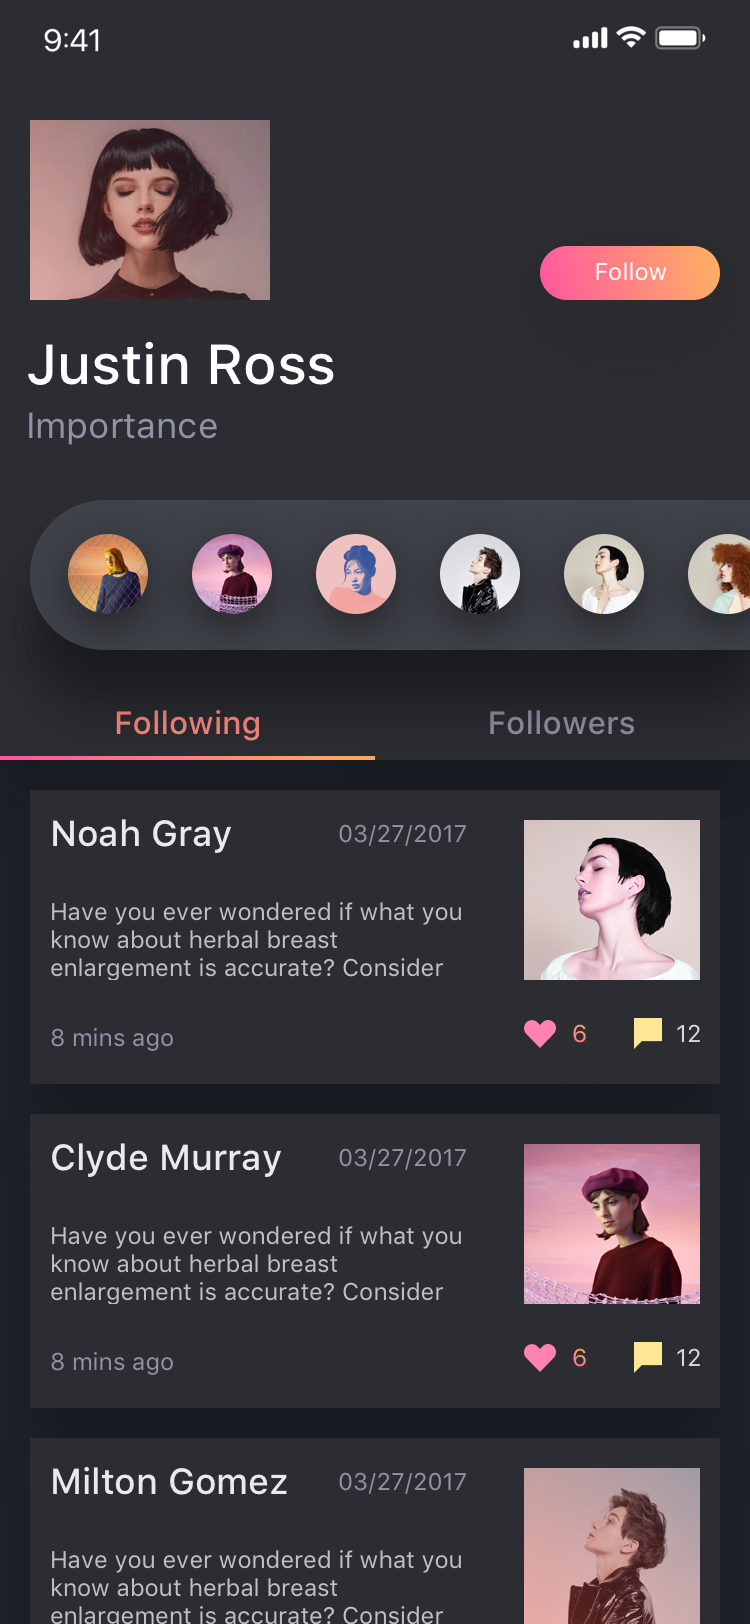 9:41
Follow
Justin Ross
Importance
Following
Followers
Noah Gray
03/27/2017
Have you ever wondered if what you
know about herbal breast
enlargement is accurate? Consider
8 mins ago
6
12
Clyde Murray
03/27/2017
Have you ever wondered if what you
know about herbal breast
enlargement is accurate? Consider
8 mins ago
6
12
Milton Gomez
03/27/2017
Have you ever wondered if what you
know about herbal breast
enlargement is accurate? Consider